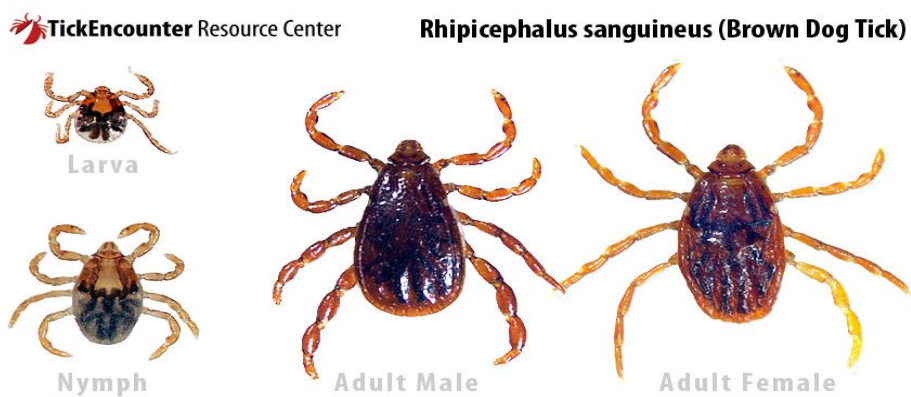 TickEncounter Resource Center
Rhipicephalus sanguineus (Brown Dog Tick)
Larva
Nymph
Adult Male
Adult Female